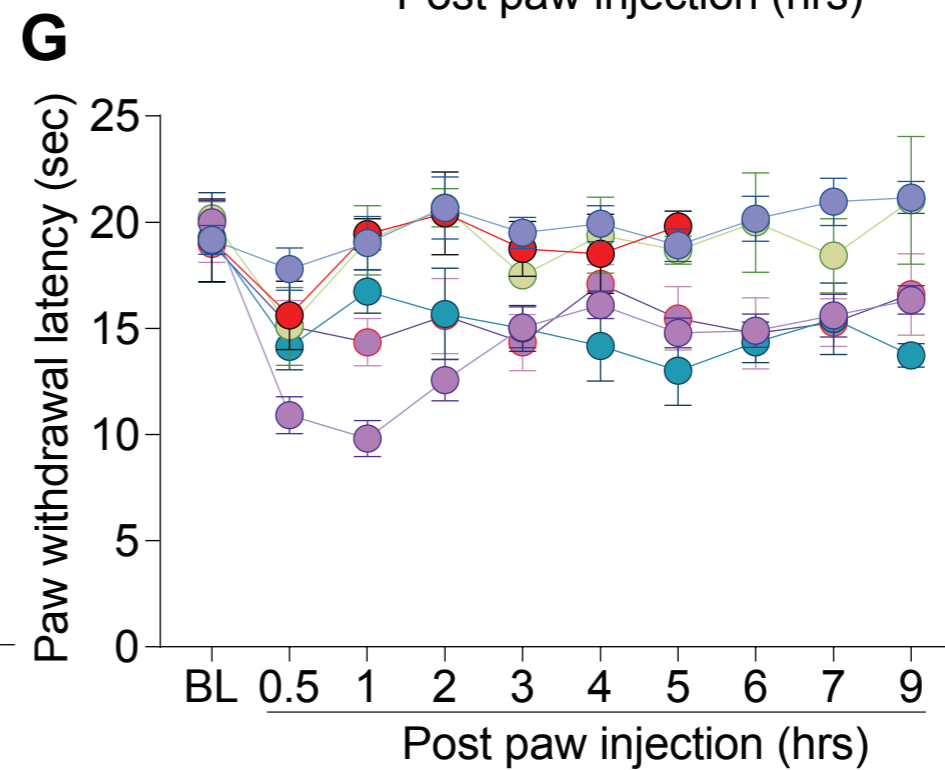 Post paw injection (hrs)
G
Paw withdrawal latency (sec)
25
20
15
10
5
0
BL 0.5 1 2 3 4 5 6 7 9
Post paw injection (hrs)